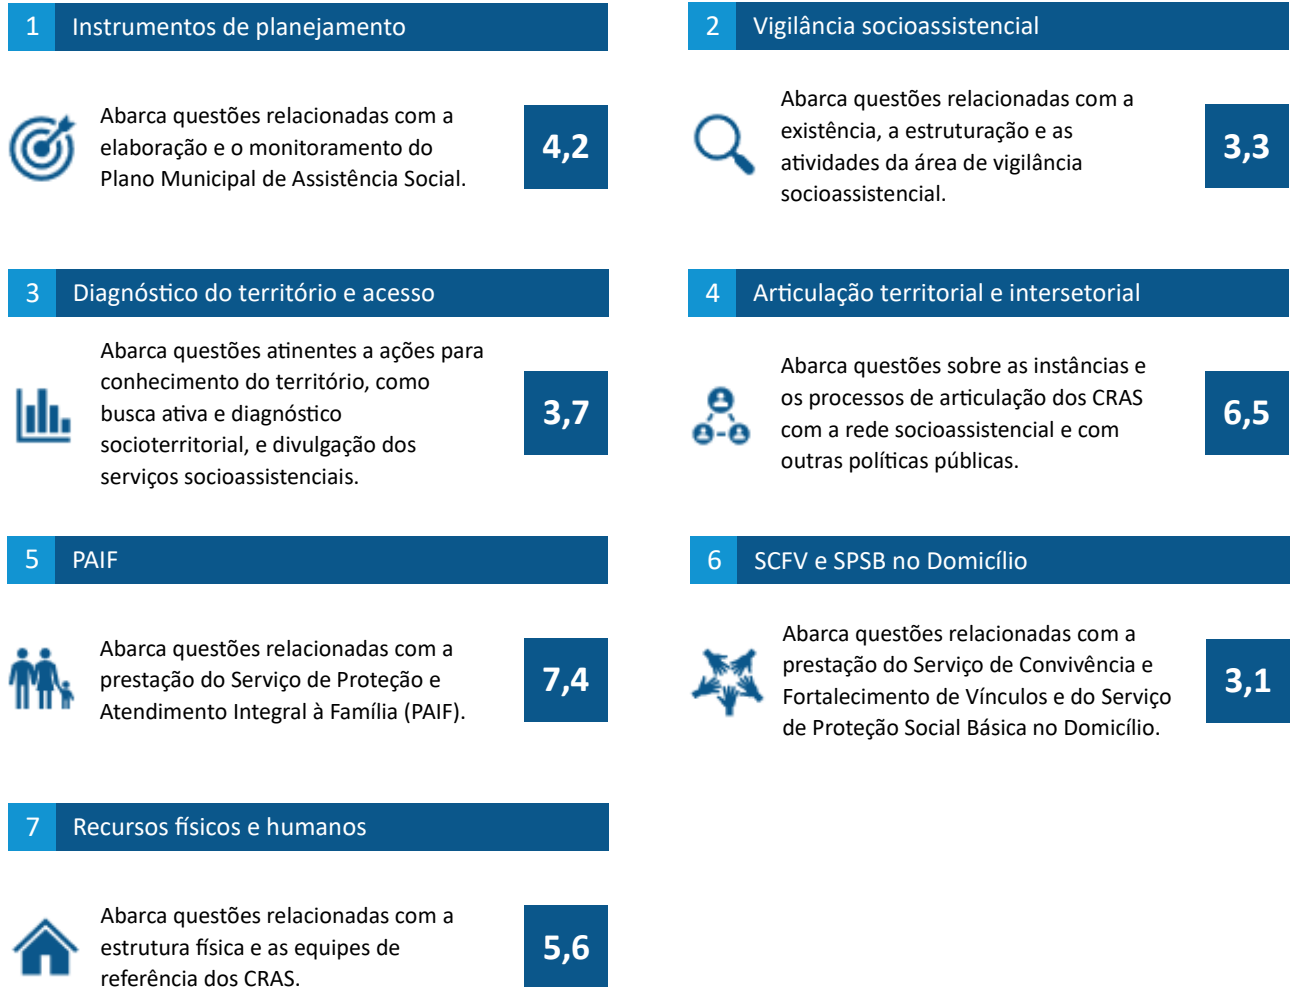 1 Instrumentos de planejamento
Abarca questões relacionadas com a
elaboração e o monitoramento do
Plano Municipal de Assistência Social.
4,2
2 Vigilância socioassistencial
Abarca questões relacionadas com a
existência, a estruturação e as
atividades da área de vigilância
socioassistencial.
3,3
3 Diagnóstico do território e acesso
Abarca questões atinentes a ações para
conhecimento do território, como
busca ativa e diagnóstico
socioterritorial, e divulgação dos
serviços socioassistenciais.
3,7
4 Articulação territorial e intersetorial
Abarca questões sobre as instâncias e
os processos de articulação dos CRAS
com a rede socioassistencial e com
outras políticas públicas.
6,5
5 PAIF
Abarca questões relacionadas com a
prestação do Serviço de Proteção e
Atendimento Integral à Família (PAIF).
7,4
6 SCFV e SPSB no Domicílio
Abarca questões relacionadas com a
prestação do Serviço de Convivência e
Fortalecimento de Vínculos e do Serviço
de Proteção Social Básica no Domicílio.
3,1
7 Recursos físicos e humanos
Abarca questões relacionadas com a
estrutura física e as equipes de
referência dos CRAS.
5,6